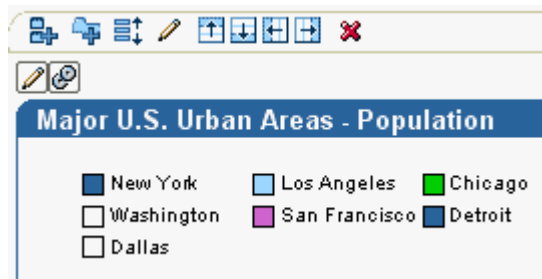 Major U.S. Urban Areas - Population
New York Los Angeles Chicago
Washington San Francisco Detroit
Dallas